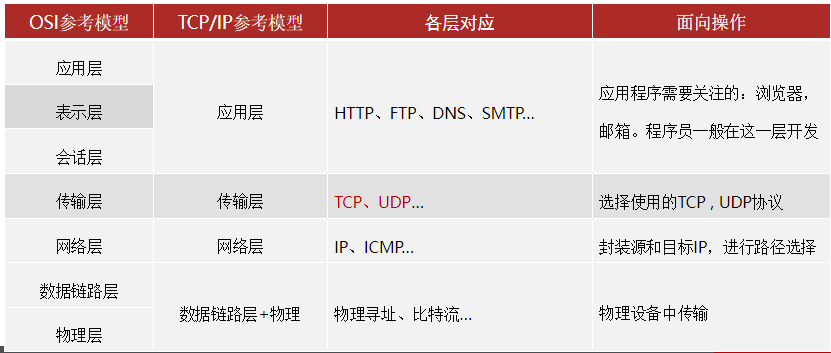 OSI参考模型 TCP/IP参考模型 各层对应 面向操作
应用层
表示层
会话层
应用层
HTTP、FTP、DNS、SMTP...
应用程序需要关注的：浏览器，
邮箱。程序员一般在这一层开发
传输层 传输层 TCP、UDP... 选择使用的TCP , UDP协议
网络层 网络层 IP、ICMP... 封装源和目标IP，进行路径选择
数据链路层
物理层
数据链路层+物理
物理寻址、比特流...
物理设备中传输